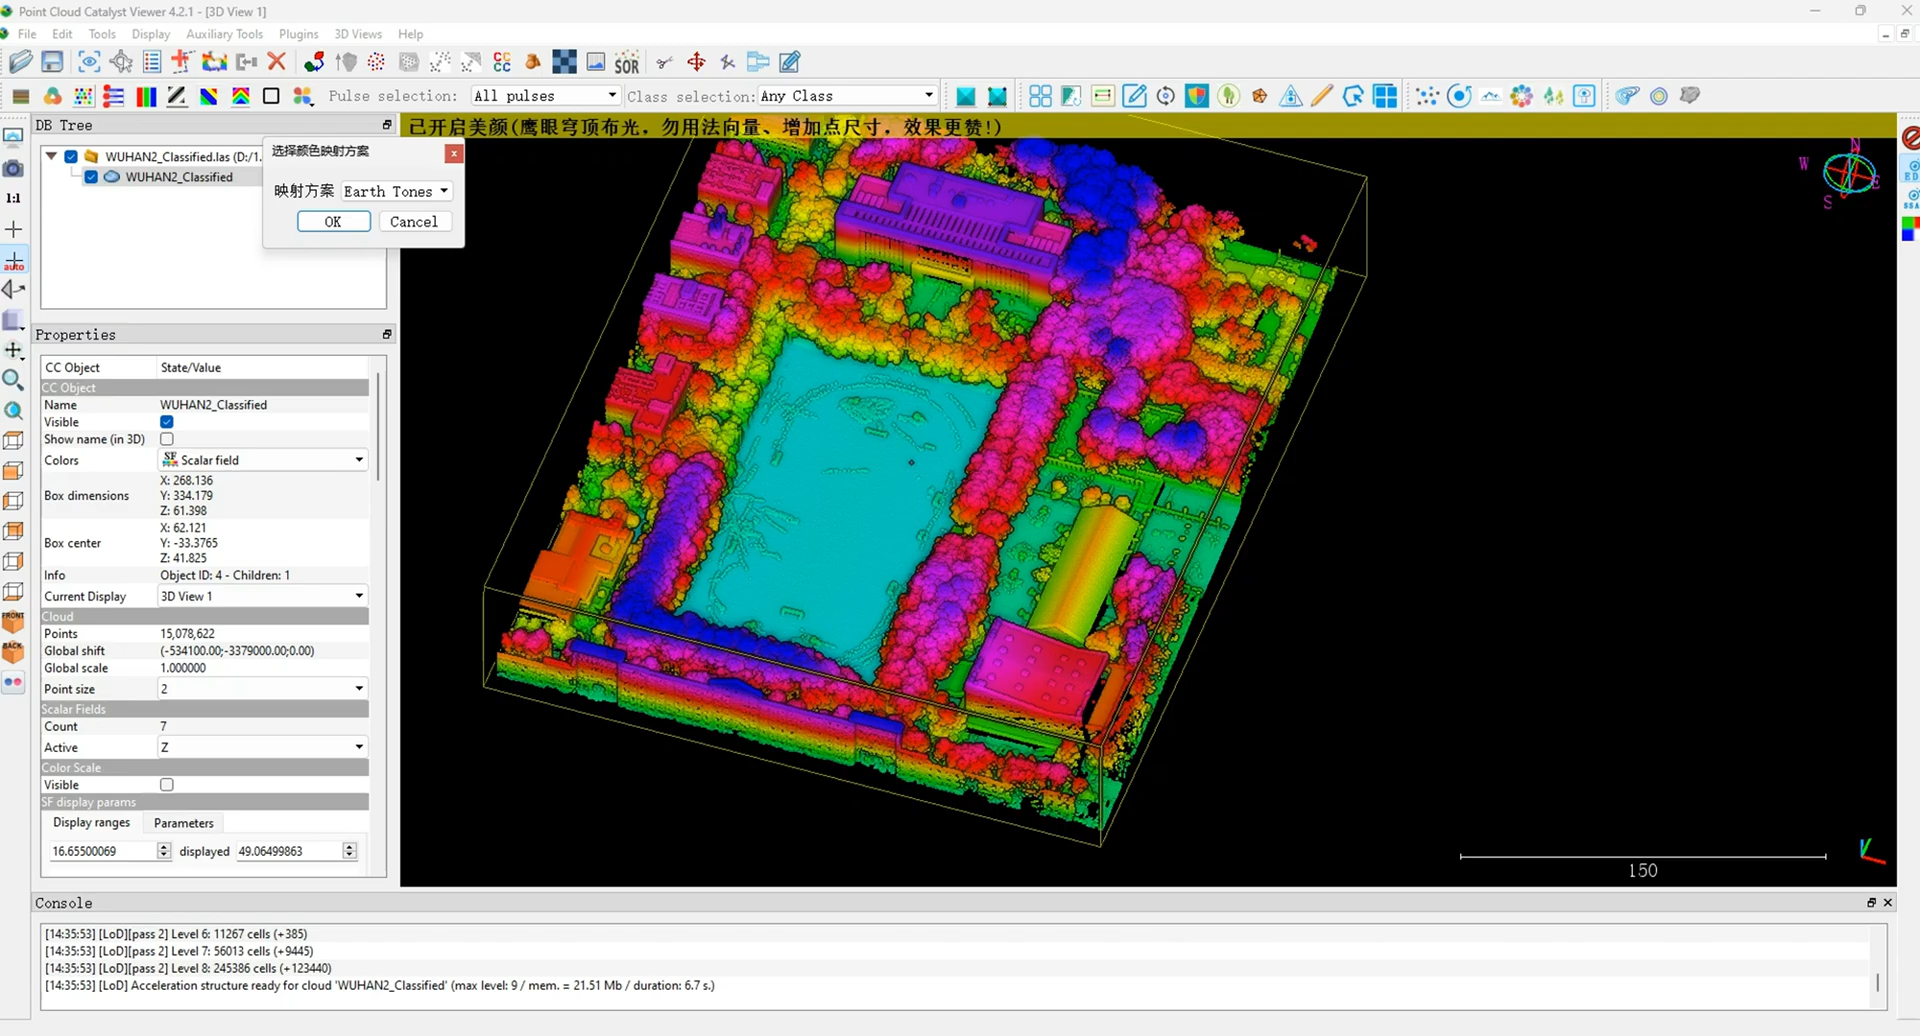 Point Cloud Catalyst Viewer 4.2.1 - [3D View 1]
File Edit Tools Display Auxiliary Tools Plugins 3D Views Help
CC
CC
SOR
Pulse selection: All pulses Class selection: Any Class
DB Tree
WUHAN2_Classified.las (D:/1.
WUHAN2_Classified
选择颜色映射方案
映射方案 Earth Tones
OK Cancel
已开启美颜(鹰眼穹顶布光，勿用法向量、增加点尺寸，效果更赞!)
N
W
E
S
1:1
auto
FRONT
BACK
Properties
CC Object State/Value
CC Object
Name WUHAN2_Classified
Visible
Show name (in 3D)
Colors SF Scalar field
Box dimensions X: 268.136
Y: 334.179
Z: 61.398
Box center X: 62.121
Y: -33.3765
Z: 41.825
Info Object ID: 4 - Children: 1
Current Display 3D View 1
Cloud
Points 15,078,622
Global shift (-534100.00;-3379000.00;0.00)
Global scale 1.000000
Point size 2
Scalar Fields
Count 7
Active Z
Color Scale
Visible
SF display params
Display ranges Parameters
16.65500069 displayed 49.06499863
150
Console
[14:35:53] [LoD][pass 2] Level 6: 11267 cells (+385)
[14:35:53] [LoD][pass 2] Level 7: 56013 cells (+9445)
[14:35:53] [LoD][pass 2] Level 8: 245386 cells (+123440)
[14:35:53] [LoD] Acceleration structure ready for cloud 'WUHAN2_Classified' (max level: 9 / mem. = 21.51 Mb / duration: 6.7 s.)